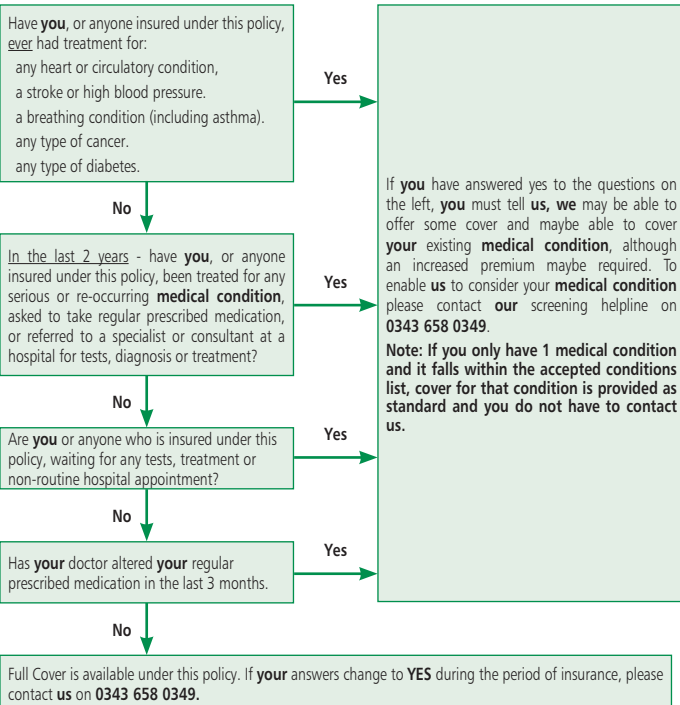 Have you, or anyone insured under this policy,
ever had treatment for:
any heart or circulatory condition,
a stroke or high blood pressure.
a breathing condition (including asthma).
any type of cancer.
any type of diabetes.
Yes
No
In the last 2 years - have you, or anyone
insured under this policy, been treated for any
serious or re-occurring medical condition,
asked to take regular prescribed medication,
or referred to a specialist or consultant at a
hospital for tests, diagnosis or treatment?
Yes
No
Are you or anyone who is insured under this
policy, waiting for any tests, treatment or
non-routine hospital appointment?
Yes
No
Has your doctor altered your regular
prescribed medication in the last 3 months.
Yes
No
If you have answered yes to the questions on
the left, you must tell us, we may be able to
offer some cover and maybe able to cover
your existing medical condition, although
an increased premium maybe required. To
enable us to consider your medical condition
please contact our screening helpline on
0343 658 0349.
Note: If you only have 1 medical condition
and it falls within the accepted conditions
list, cover for that condition is provided as
standard and you do not have to contact
us.
Full Cover is available under this policy. If your answers change to YES during the period of insurance, please
contact us on 0343 658 0349.